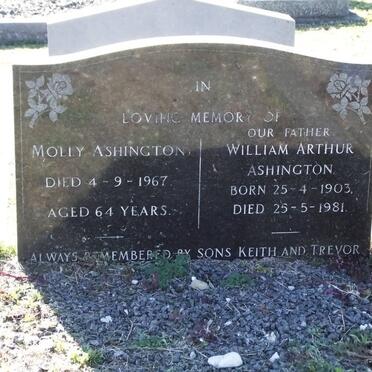 IN
LOVING MEMORY OF
MOLLY ASHINGTON
DIED 4-9-1967
AGED 64 YEARS.
OUR FATHER
WILLIAM ARTHUR
ASHINGTON
BORN 25-4-1903,
DIED 25-5-1981.
ALWAYS REMEMBERED BY SONS KEITH AND TREVOR